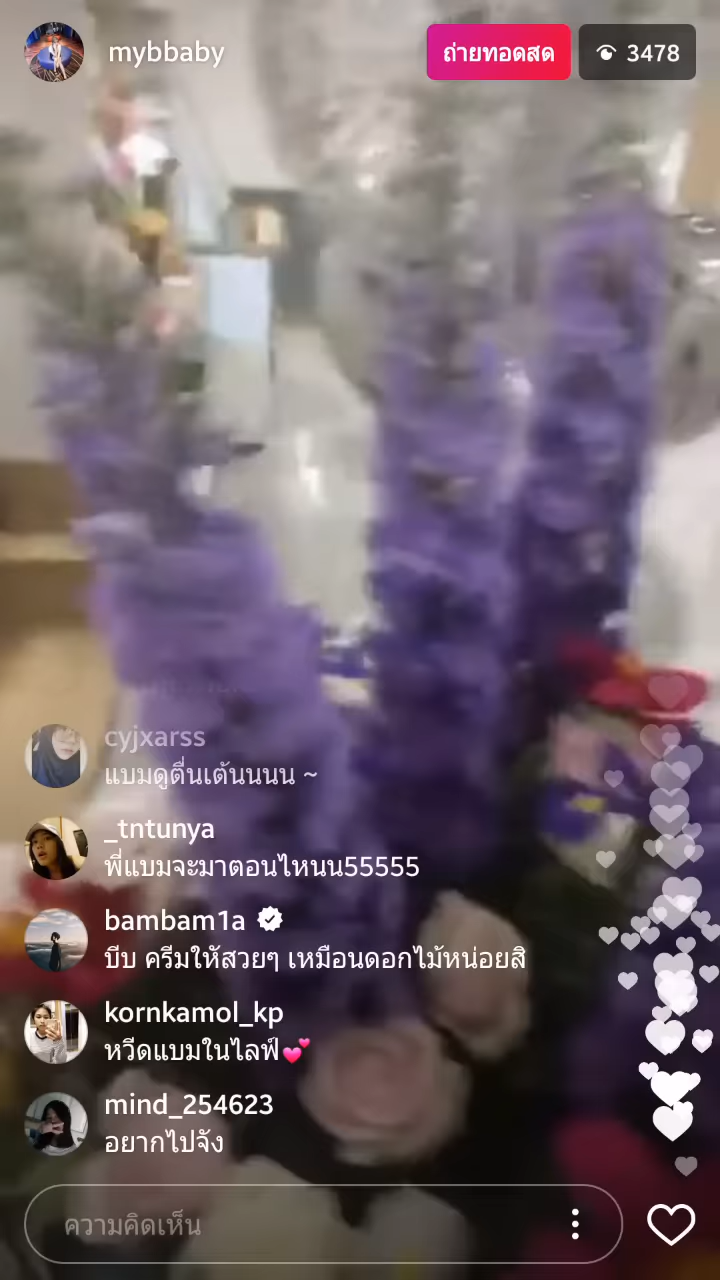 mybbaby
ถ่ายทอดสด
3478
cyjxarss
แบมดูตื่นเต้นนนน ~
_tntunya
พี่แบมจะมาตอนไหนน55555
bambam1a
บีบ ครีมให้สวยๆ เหมือนดอกไม้หน่อยสิ
kornkamol_kp
หวีดแบมในไลฟ์💕
mind_254623
อยากไปจัง
ความคิดเห็น